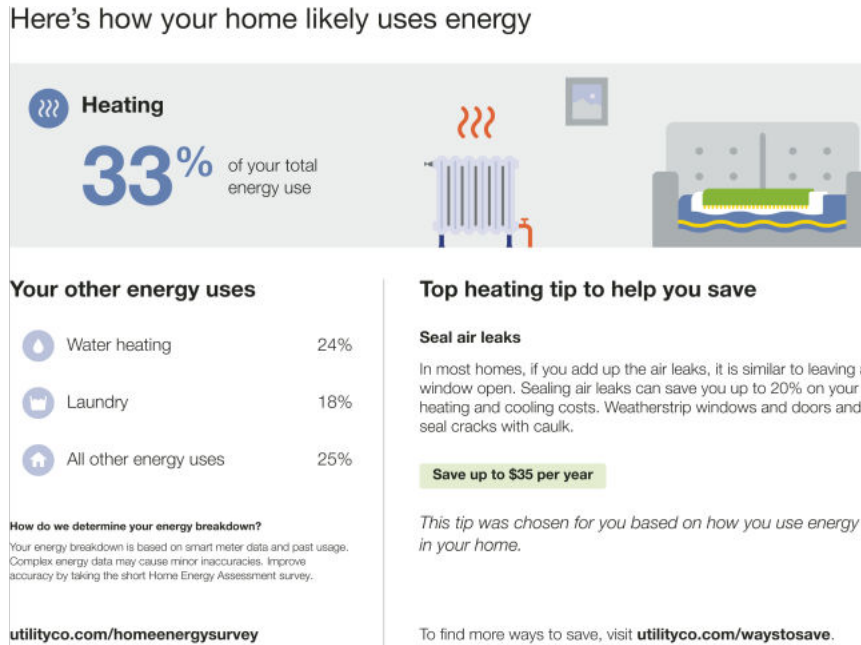 Here's how your home likely uses energy
Heating
33%
of your total
energy use
Your other energy uses
Water heating 24%
Laundry 18%
All other energy uses 25%
How do we determine your energy breakdown?
Your energy breakdown is based on smart meter data and past usage.
Complex energy data may cause minor inaccuracies. Improve
accuracy by taking the short Home Energy Assessment survey.
utilityco.com/homeenergysurvey
Top heating tip to help you save
Seal air leaks
In most homes, if you add up the air leaks, it is similar to leaving a
window open. Sealing air leaks can save you up to 20% on your
heating and cooling costs. Weatherstrip windows and doors and
seal cracks with caulk.
Save up to $35 per year
This tip was chosen for you based on how you use energy
in your home.
To find more ways to save, visit utilityco.com/waystosave.